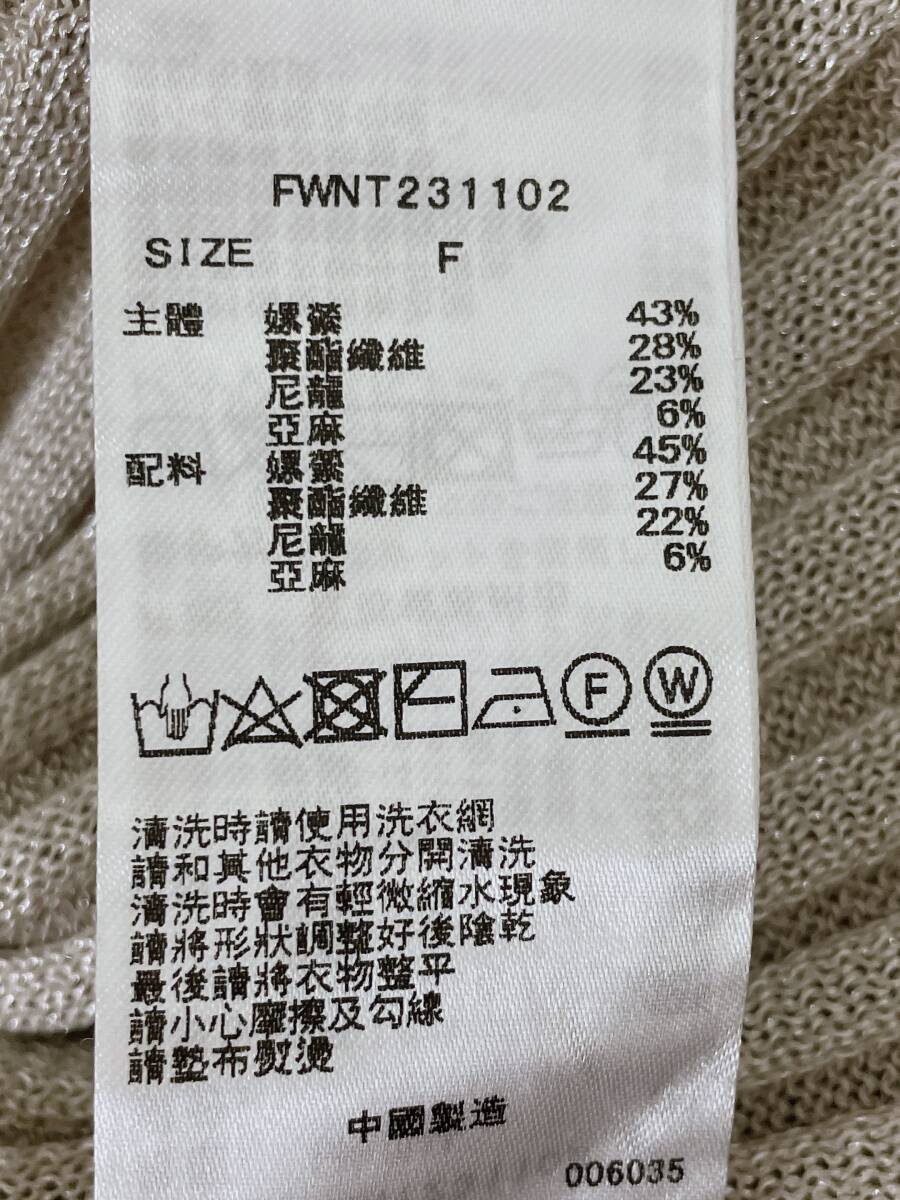 FWNT231102
SIZE F
主體 嫘縈 43%
聚酯纖維 28%
尼龍 23%
亞麻 6%
配料 嫘縈 45%
聚酯纖維 27%
尼龍 22%
亞麻 6%
F W
清洗時請使用洗衣網
請和其他衣物分開清洗
清洗時會有輕微縮水現象
請將形狀調整好後陰乾
最後請將衣物整平
請小心摩擦及勾線
請墊布熨燙
中國製造
006035